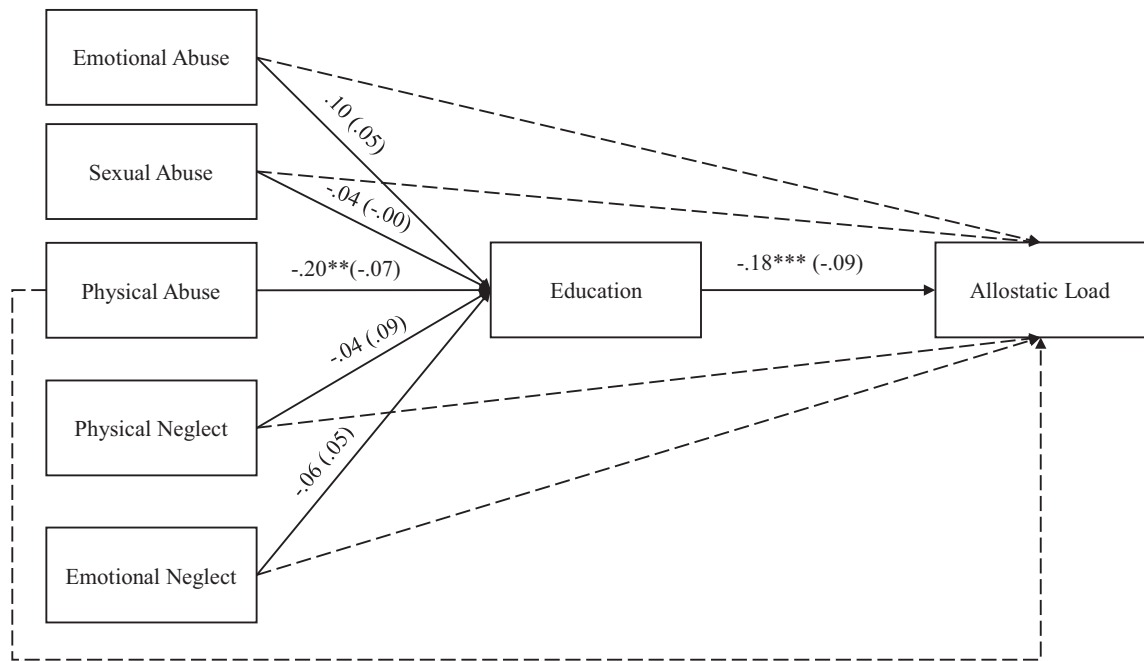 Emotional Abuse
.10 (.05)
Sexual Abuse
-.04 (-.00)
Physical Abuse
-.20**(-.07)
Education
-.18*** (-.09)
Allostatic Load
-.04 (.09)
Physical Neglect
-.06 (.05)
Emotional Neglect